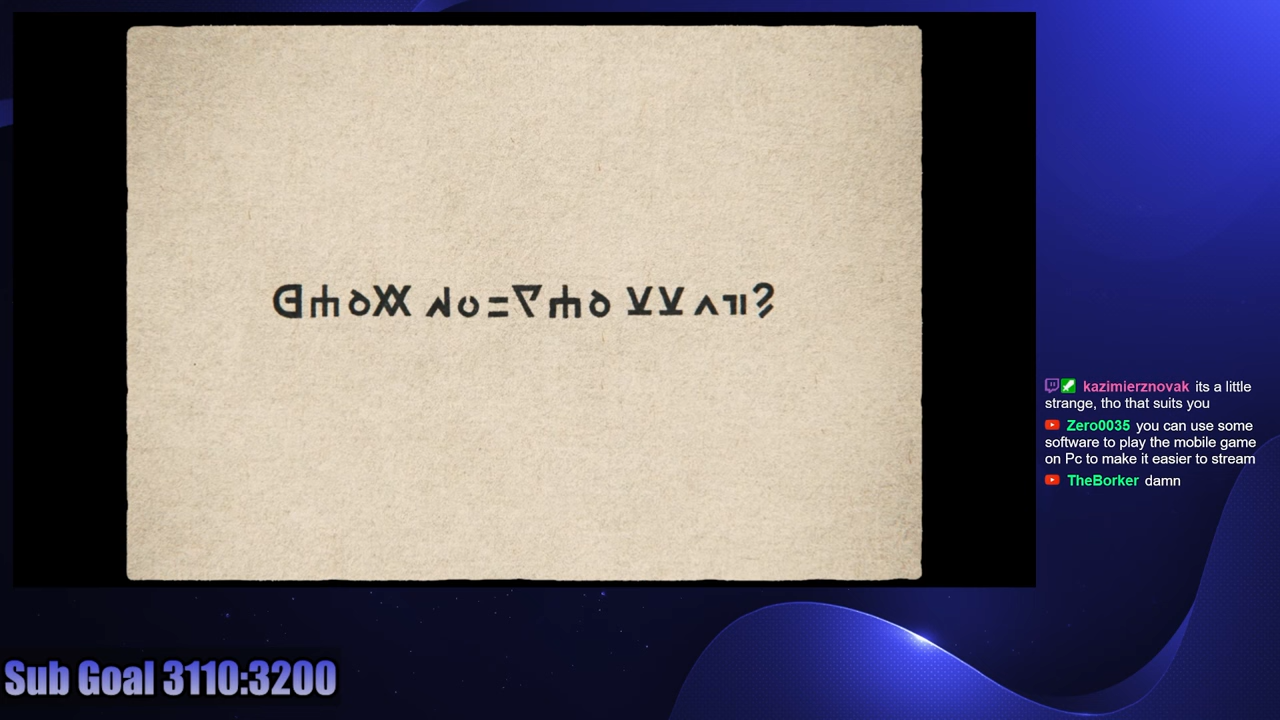 kazimierznovak its a little
strange, tho that suits you
Zero0035 you can use some
software to play the mobile game
on Pc to make it easier to stream
TheBorker damn
Sub Goal 3110:3200